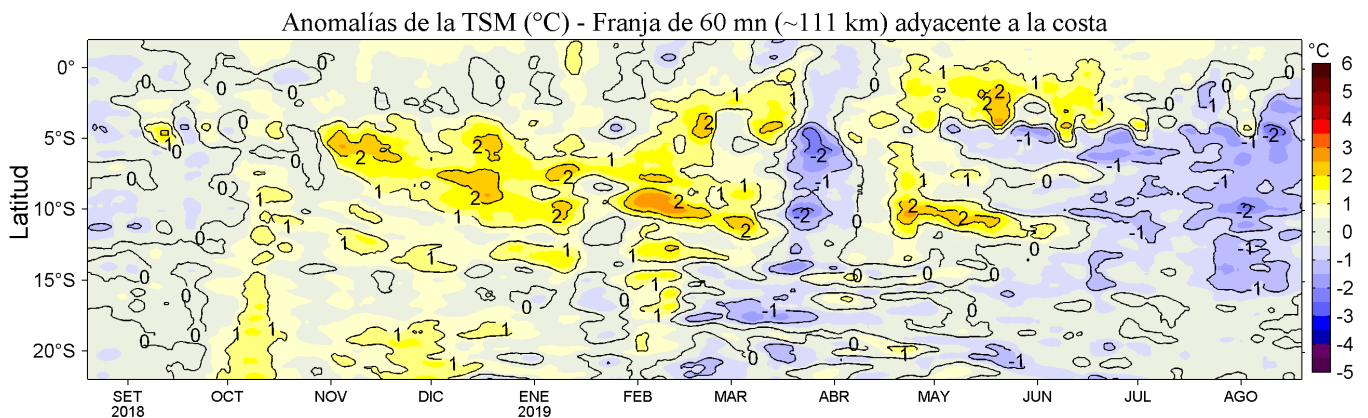 Anomalías de la TSM (°C) - Franja de 60 mn (~111 km) adyacente a la costa
°C
Latitud
0°
5°S
10°S
15°S
20°S
SET
2018
OCT
NOV
DIC
ENE
2019
FEB
MAR
ABR
MAY
JUN
JUL
AGO
6
5
4
3
2
1
0
-1
-2
-3
-4
-5